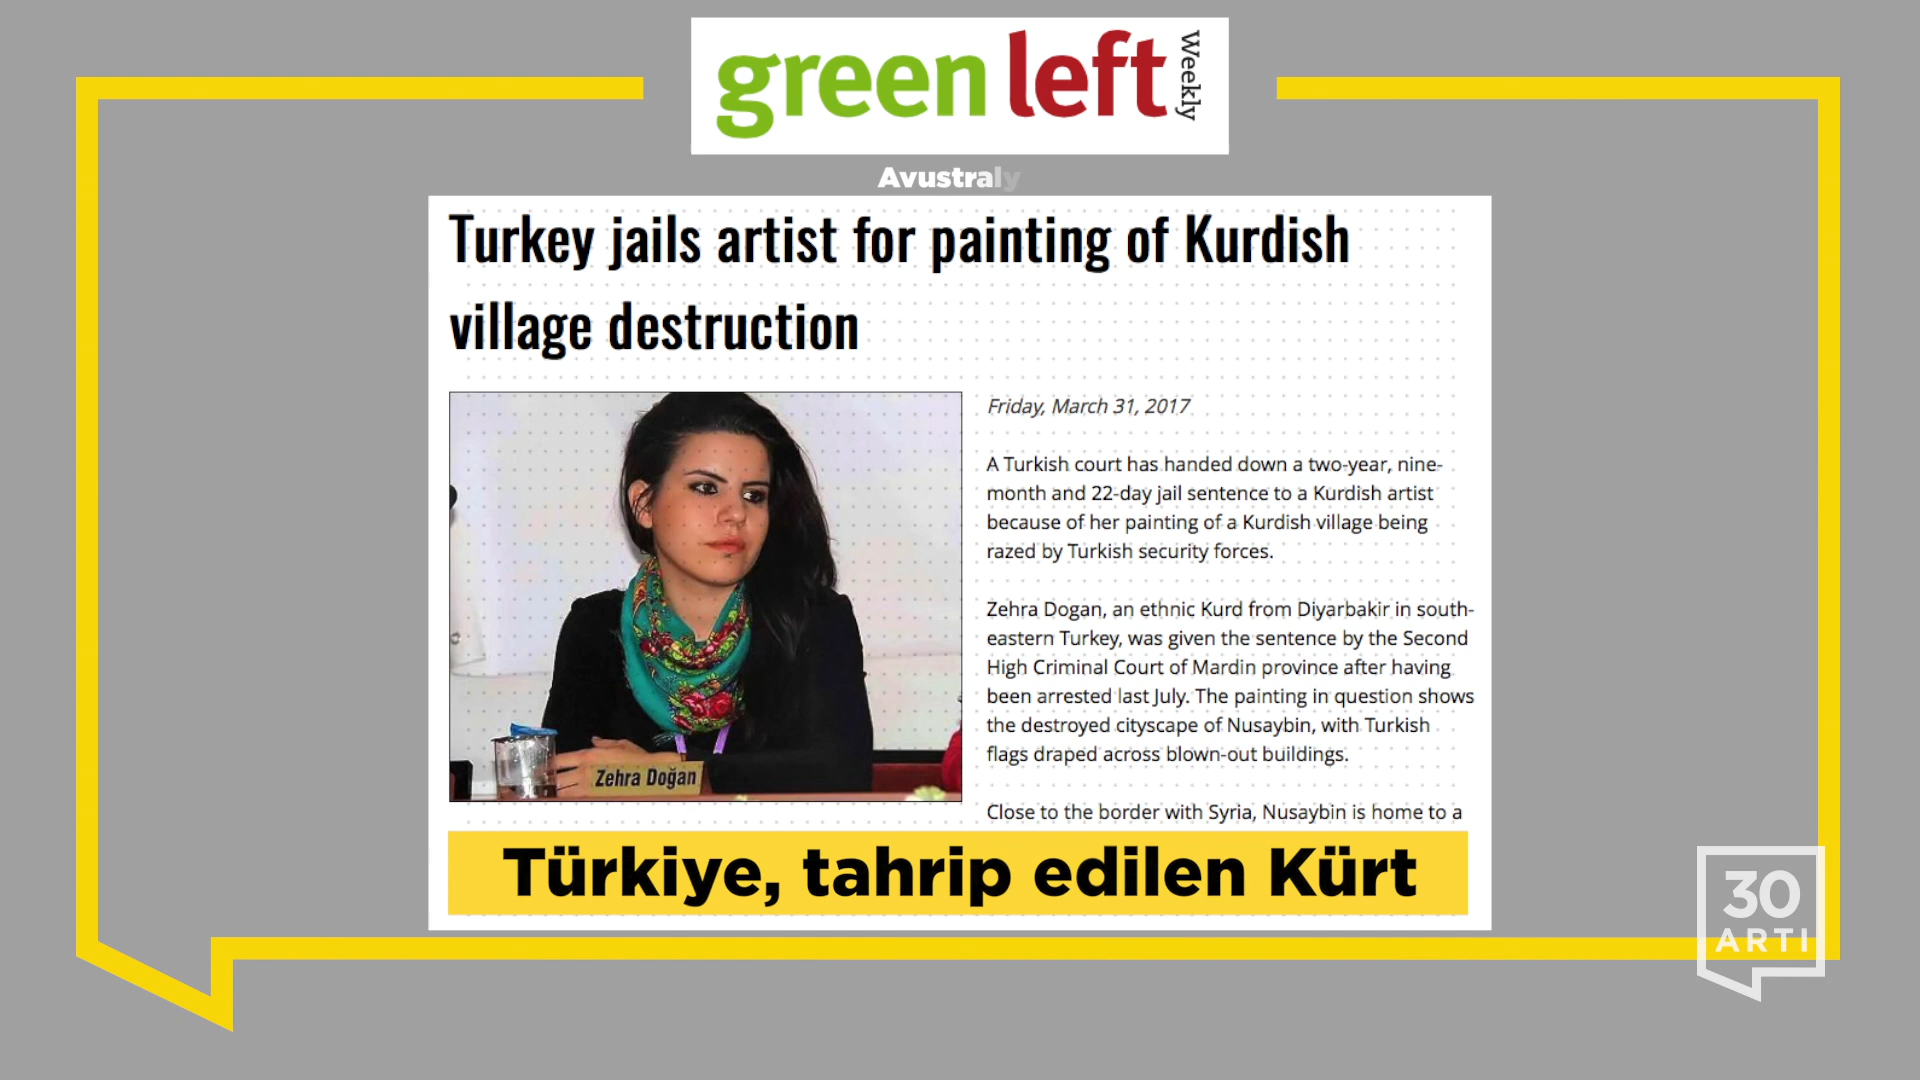 green left Weekly
Avustraly
Turkey jails artist for painting of Kurdish
village destruction
Friday, March 31, 2017
A Turkish court has handed down a two-year, nine-
month and 22-day jail sentence to a Kurdish artist
because of her painting of a Kurdish village being
razed by Turkish security forces.
Zehra Dogan, an ethnic Kurd from Diyarbakir in south-
eastern Turkey, was given the sentence by the Second
High Criminal Court of Mardin province after having
been arrested last July. The painting in question shows
the destroyed cityscape of Nusaybin, with Turkish
flags draped across blown-out buildings.
Close to the border with Syria, Nusaybin is home to a
Zehra Doğan
Türkiye, tahrip edilen Kürt
30
ARTI